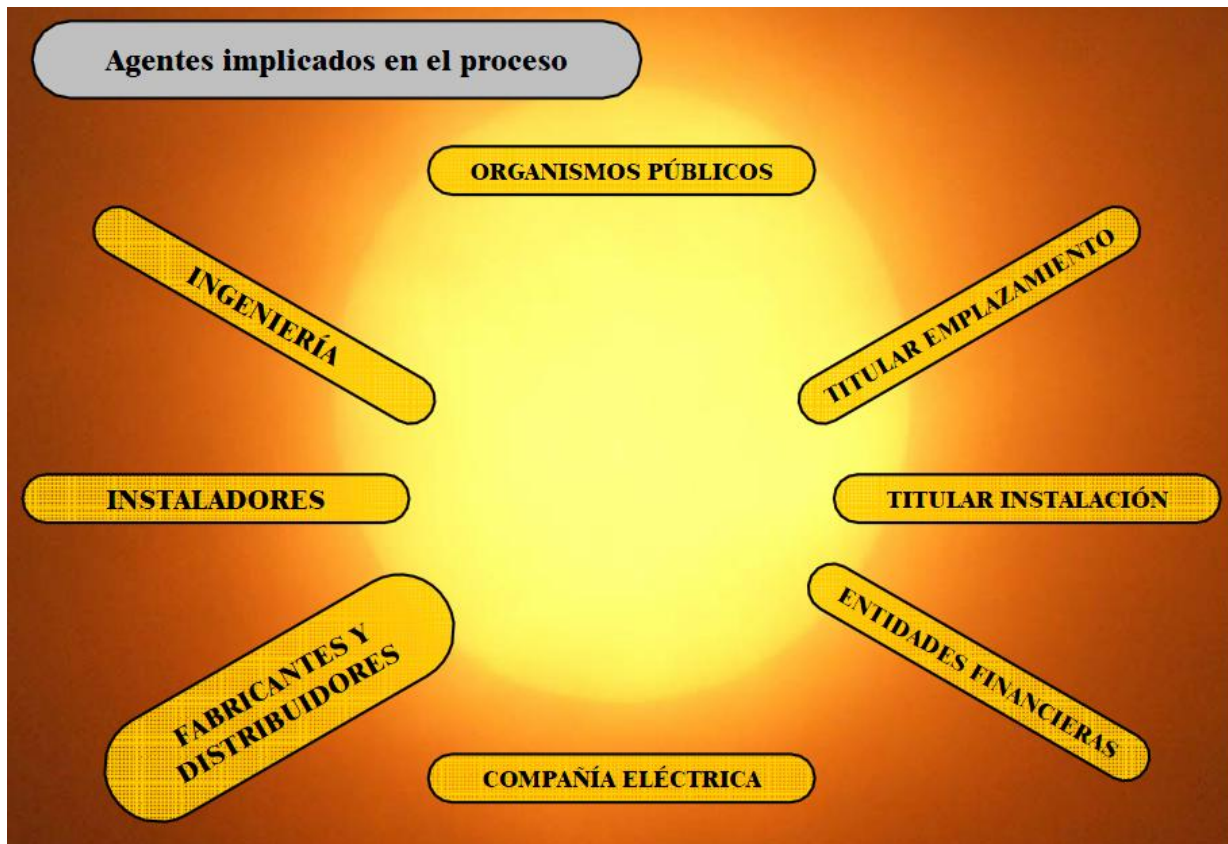 Agentes implicados en el proceso
ORGANISMOS PÚBLICOS
INGENIERÍA
TITULAR EMPLAZAMIENTO
INSTALADORES
TITULAR INSTALACIÓN
FABRICANTES Y
DISTRIBUIDORES
ENTIDADES FINANCIERAS
COMPAÑÍA ELÉCTRICA